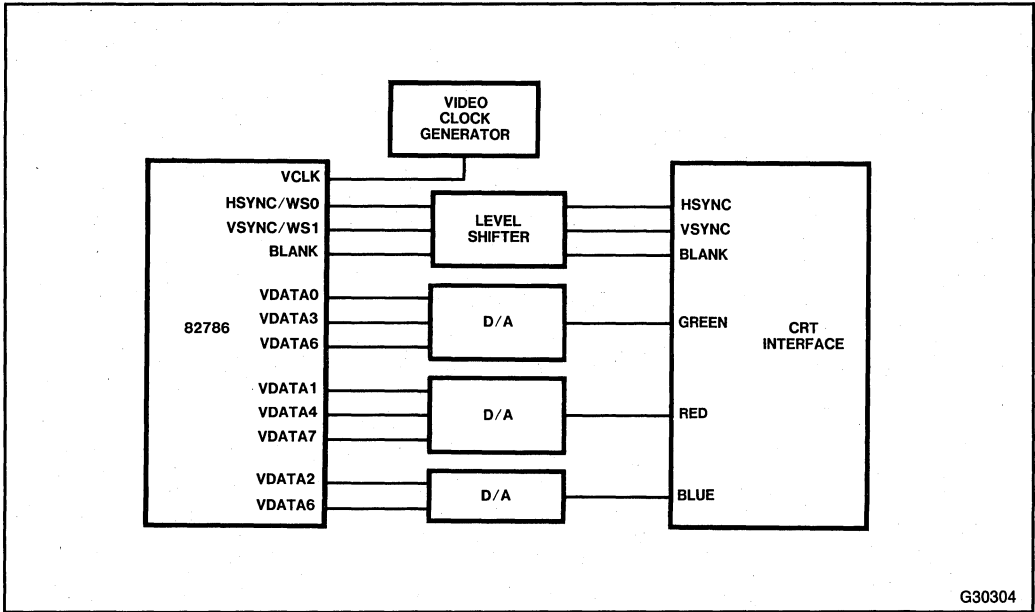 VIDEO
CLOCK
GENERATOR
VCLK
HSYNC/WS0
VSYNC/WS1
BLANK
LEVEL
SHIFTER
HSYNC
VSYNC
BLANK
VDATA0
VDATA3
VDATA6
D/A
GREEN
82786
CRT
INTERFACE
VDATA1
VDATA4
VDATA7
D/A
RED
VDATA2
VDATA6
D/A
BLUE
G30304